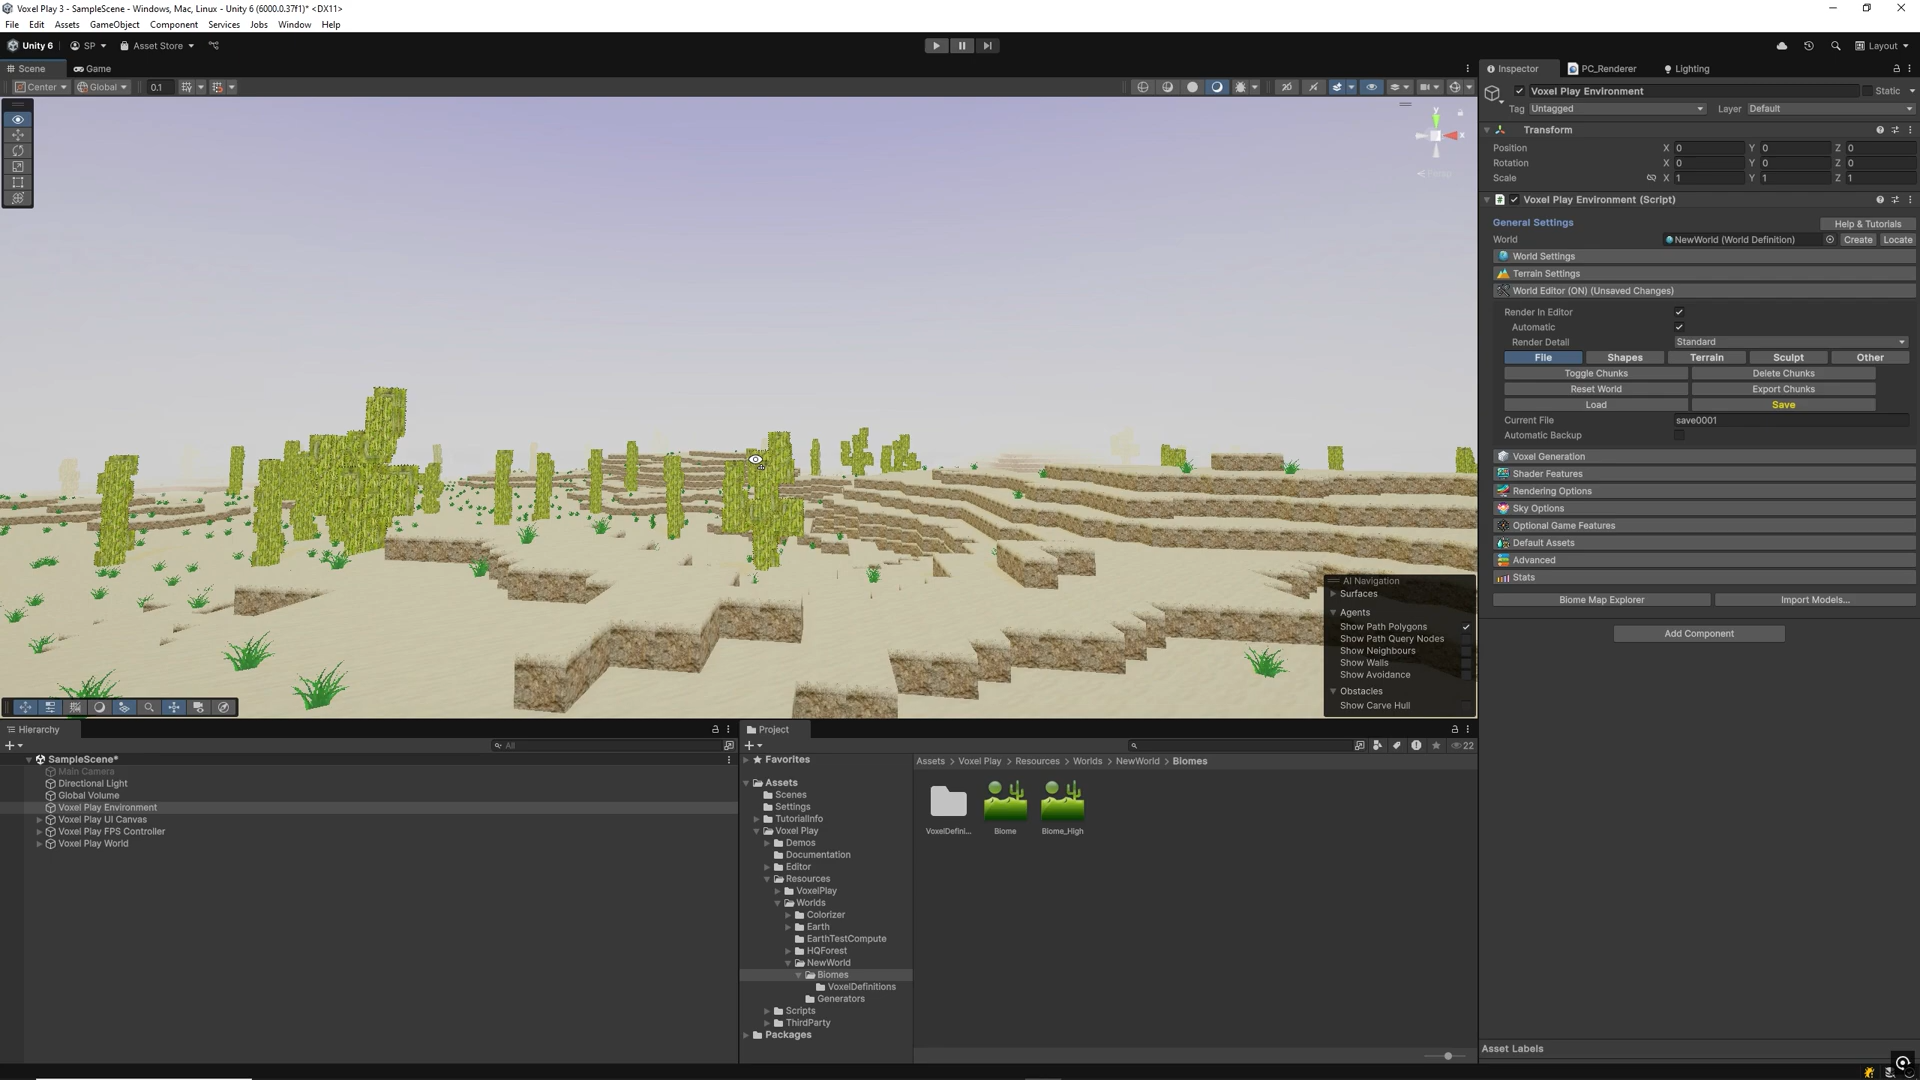 Voxel Play 3 - SampleScene - Windows, Mac, Linux - Unity 6 (6000.0.37f1)* <DX11>
File Edit Assets GameObject Component Services Jobs Window Help
Unity 6 SP Asset Store Layout
Scene Game
Center Global 0.1
Persp
y
x
Inspector PC_Renderer Lighting
Voxel Play Environment Static
Tag Untagged Layer Default
Transform
Position X 0 Y 0 Z 0
Rotation X 0 Y 0 Z 0
Scale X 1 Y 1 Z 1
Voxel Play Environment (Script)
General Settings Help & Tutorials
World NewWorld (World Definition) Create Locate
World Settings
Terrain Settings
World Editor (ON) (Unsaved Changes)
Render In Editor
Automatic
Render Detail Standard
File Shapes Terrain Sculpt Other
Toggle Chunks Delete Chunks
Reset World Export Chunks
Load Save
Current File save0001
Automatic Backup
Voxel Generation
Shader Features
Rendering Options
Sky Options
Optional Game Features
Default Assets
Advanced
Stats
Biome Map Explorer Import Models...
Add Component
Asset Labels
AI Navigation
Surfaces
Agents
Show Path Polygons
Show Path Query Nodes
Show Neighbours
Show Walls
Show Avoidance
Obstacles
Show Carve Hull
Hierarchy
All
SampleScene*
Main Camera
Directional Light
Global Volume
Voxel Play Environment
Voxel Play UI Canvas
Voxel Play FPS Controller
Voxel Play World
Project
22
Favorites
Assets
Scenes
Settings
TutorialInfo
Voxel Play
Demos
Documentation
Editor
Resources
VoxelPlay
Worlds
Colorizer
Earth
EarthTestCompute
HQForest
NewWorld
Biomes
VoxelDefinitions
Generators
Scripts
ThirdParty
Packages
Assets > Voxel Play > Resources > Worlds > NewWorld > Biomes
VoxelDefini... Biome Biome_High